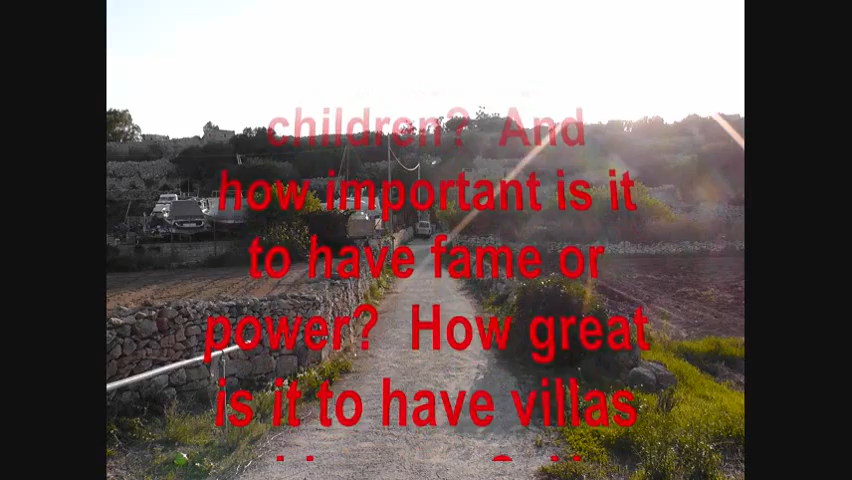 children?  And
how important is it
to have fame or
power?  How great
is it to have villas